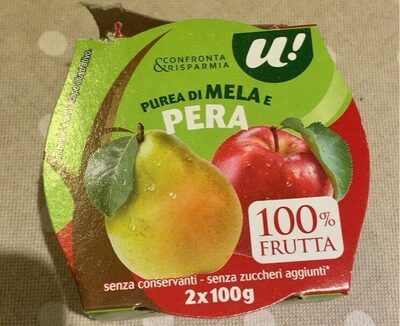 CONFRONTA
& RISPARMIA
U!
PUREA DI MELA E
PERA
100%
FRUTTA
senza conservanti - senza zuccheri aggiunti*
2x100g